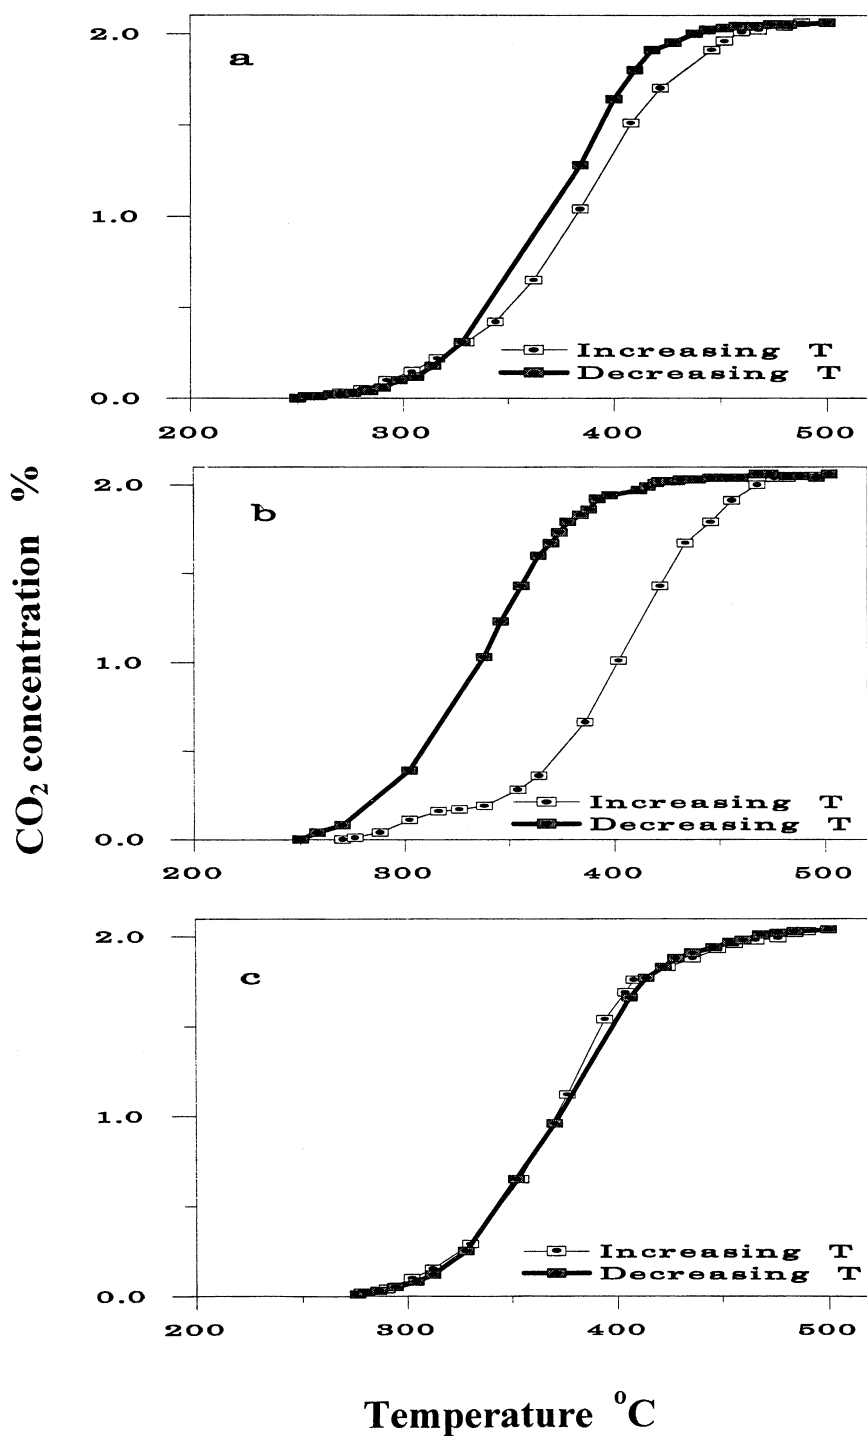 2.0
a
1.0
Increasing T
Decreasing T
0.0
200 300 400 500
2.0
b
1.0
Increasing T
Decreasing T
0.0
200 300 400 500
2.0
c
1.0
Increasing T
Decreasing T
0.0
200 300 400 500
CO₂ concentration %
Temperature °C